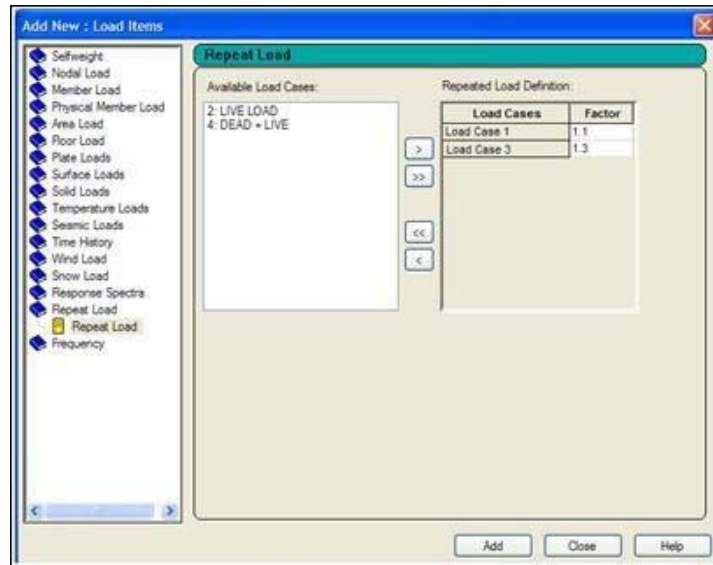 Add New : Load Items
Selfweight
Nodal Load
Member Load
Physical Member Load
Area Load
Floor Load
Plate Loads
Surface Loads
Solid Loads
Temperature Loads
Seismic Loads
Time History
Wind Load
Snow Load
Response Spectra
Repeat Load
Repeat Load
Frequency
Repeat Load
Available Load Cases:
2: LIVE LOAD
4: DEAD + LIVE
>
>>
<<
<
Repeated Load Definition:
Load Cases Factor
Load Case 1 1.1
Load Case 3 1.3
Add Close Help